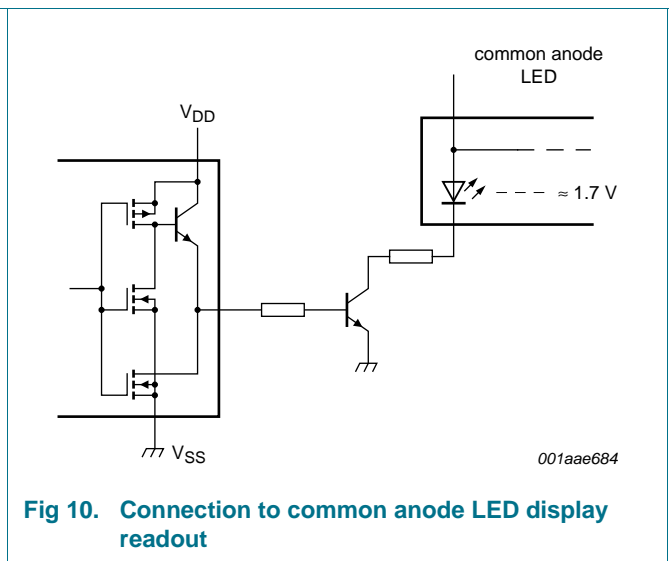 common anode
LED
VDD
≈ 1.7 V
VSS
001aae684
Fig 10. Connection to common anode LED display
readout